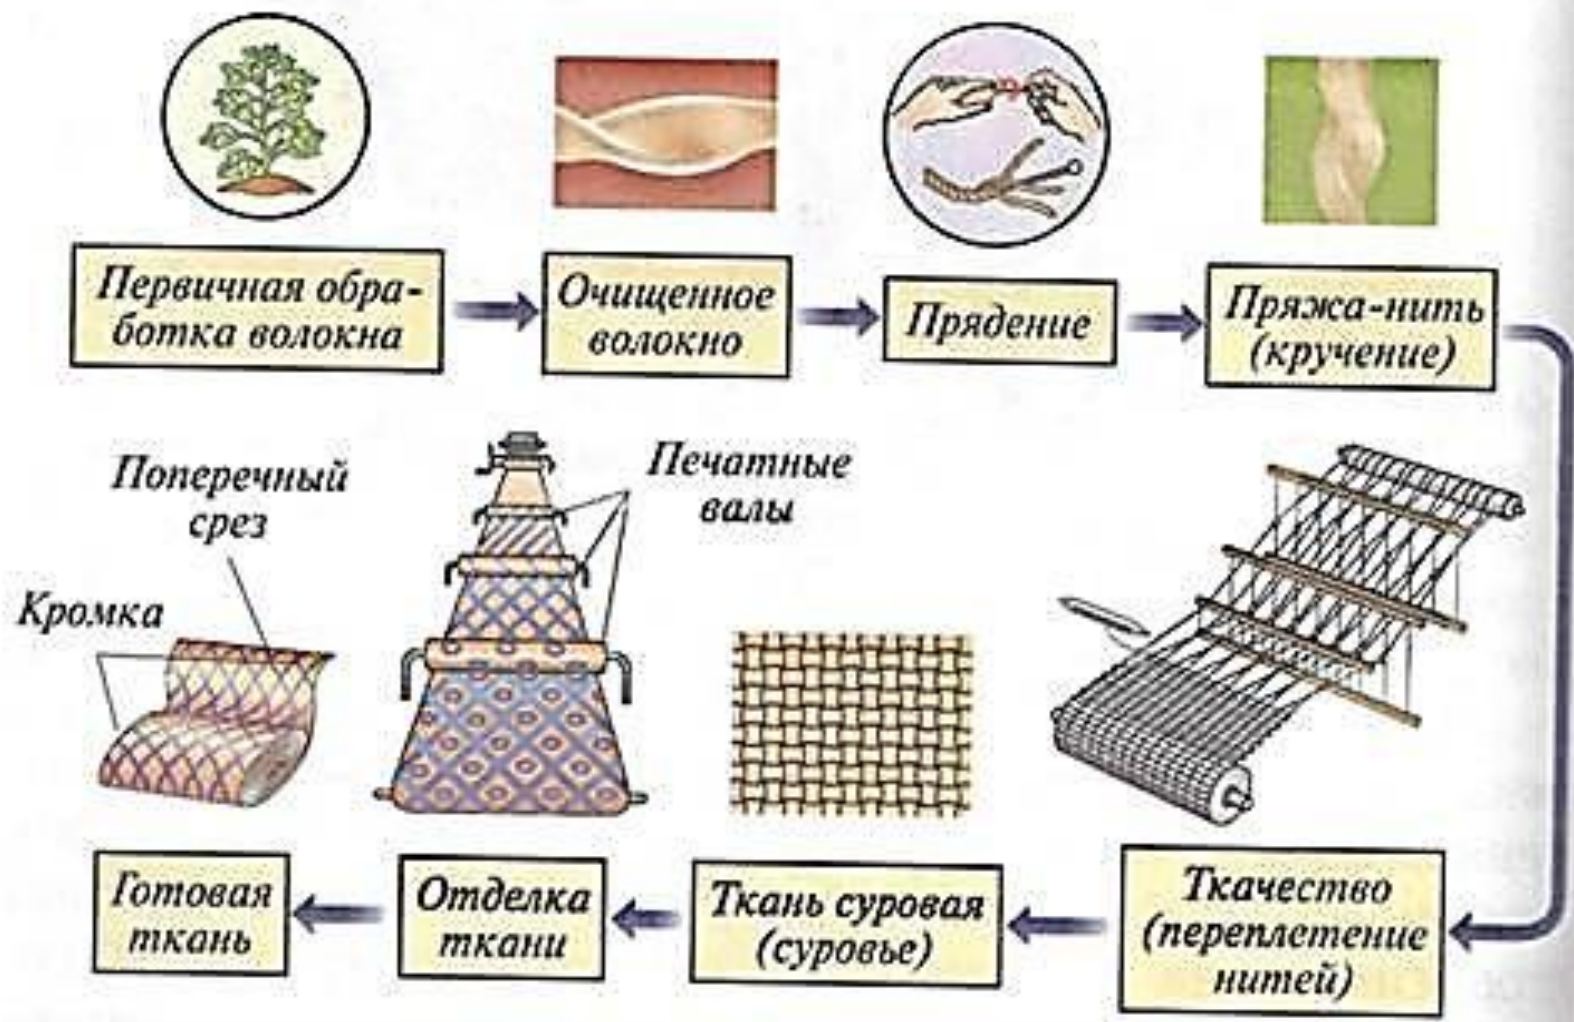 Первичная обра-
ботка волокна
Очищенное
волокно
Прядение
Пряжа-нить
(кручение)
Поперечный
срез
Кромка
Печатные
валы
Готовая
ткань
Отделка
ткани
Ткань суровая
(суровье)
Ткачество
(переплетение
нитей)